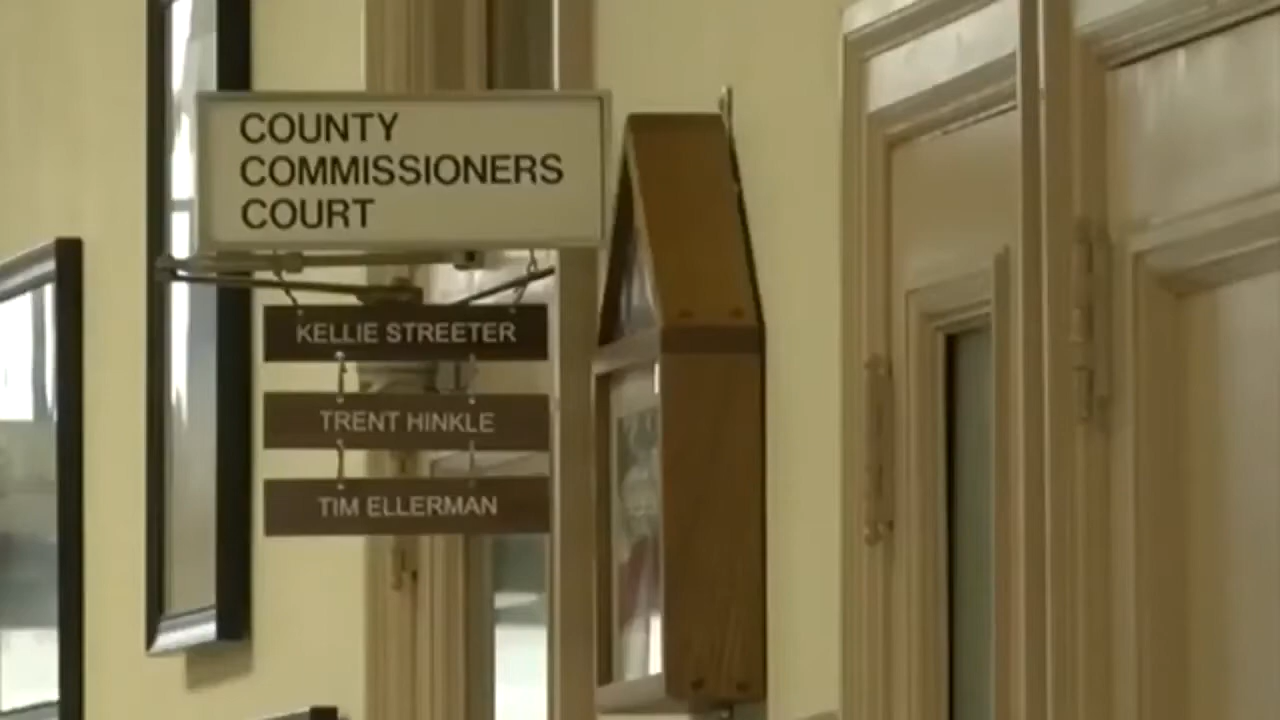 COUNTY
COMMISSIONERS
COURT
KELLIE STREETER
TRENT HINKLE
TIM ELLERMAN